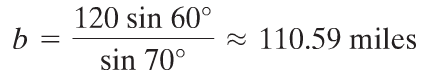 b = 120 sin 60° / sin 70° ≈ 110.59 miles